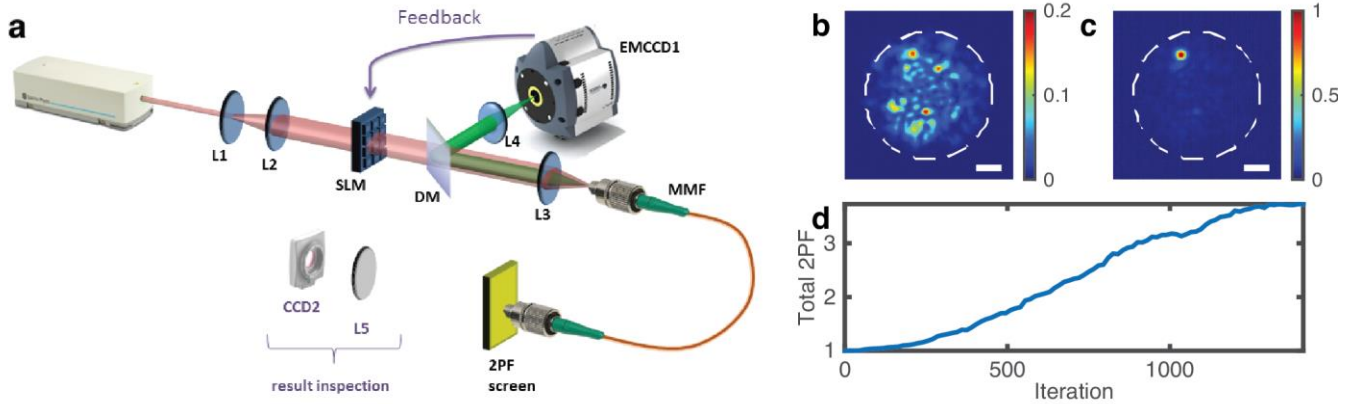 a
Feedback
EMCCD1
L1
L2
SLM
DM
L4
L3
MMF
CCD2
L5
result inspection
2PF
screen
b
0.2
0.1
0
c
1
0.5
0
d
Total 2PF
3
2
1
0
500
1000
Iteration